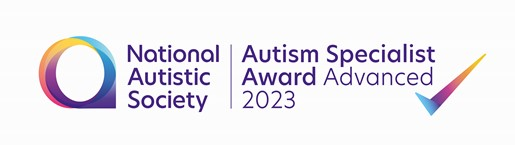 National
Autistic
Society
Autism Specialist
Award Advanced
2023